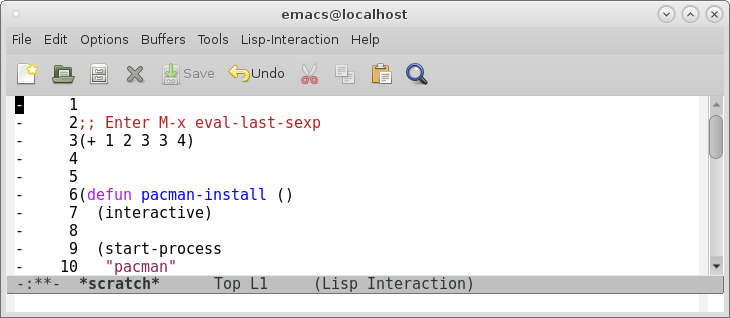 emacs@localhost
File Edit Options Buffers Tools Lisp-Interaction Help
Save Undo
- 1
- 2;; Enter M-x eval-last-sexp
- 3(+ 1 2 3 3 4)
- 4
- 5
- 6(defun pacman-install ()
- 7  (interactive)
- 8
- 9  (start-process
- 10   "pacman"
-:**-  *scratch*      Top L1     (Lisp Interaction)